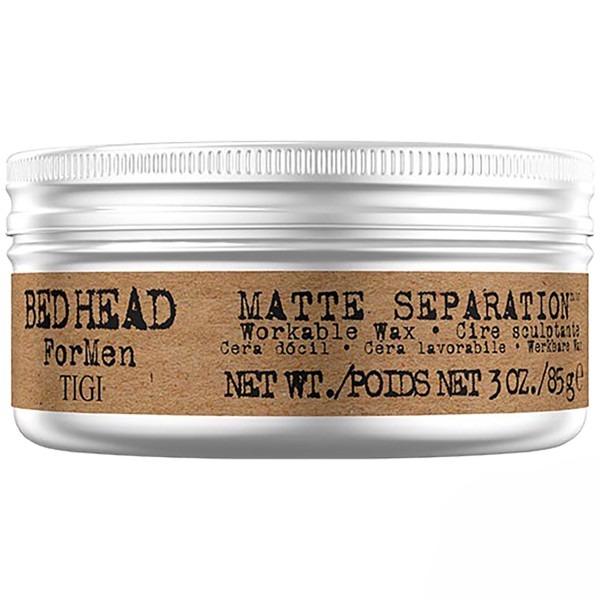 BED HEAD
ForMen
TIGI
MATTE SEPARATION
Workable Wax • Cire sculptante
Cera dócil • Cera lavorabile • Werkbare Wax
NET WT./POIDS NET 3 OZ./85g℮